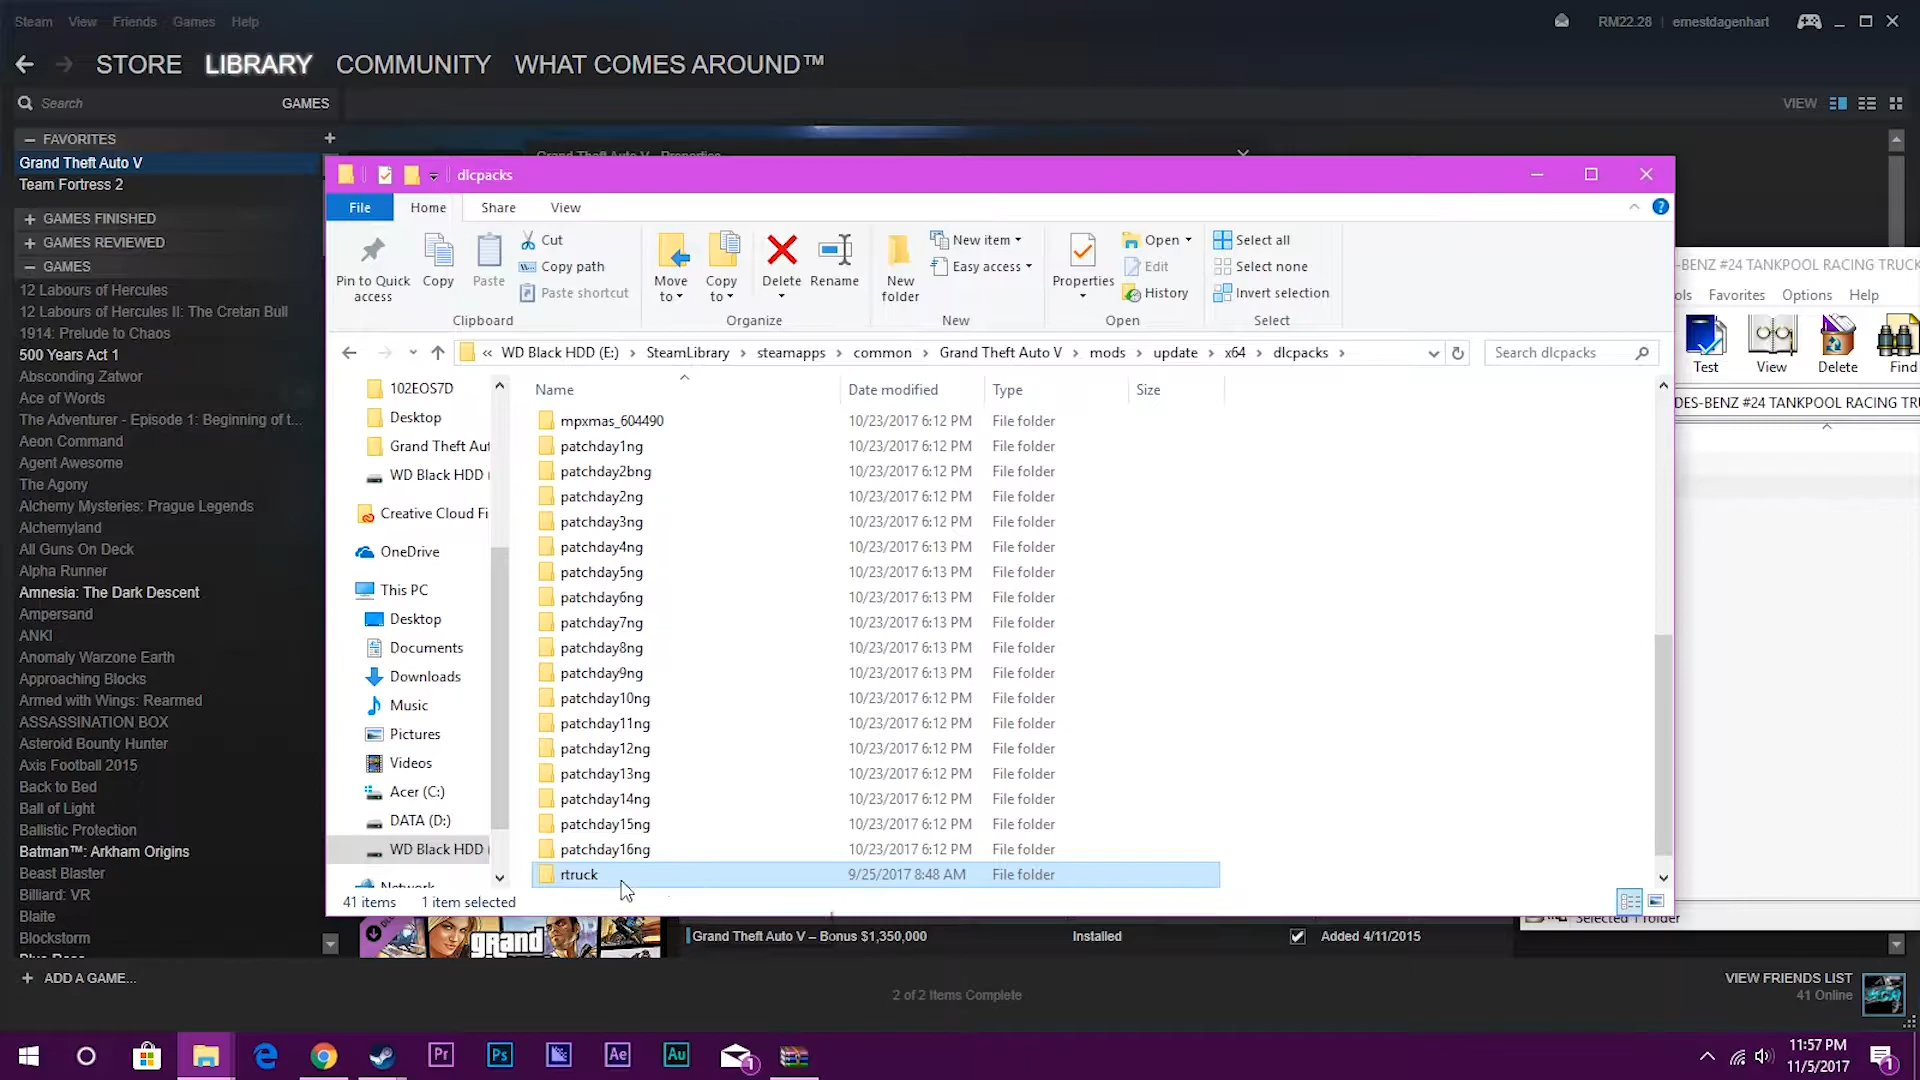 Steam View Friends Games Help
RM22.28 ernestdagenhart
STORE LIBRARY COMMUNITY WHAT COMES AROUND™
Search GAMES VIEW
FAVORITES
Grand Theft Auto V
Team Fortress 2
GAMES FINISHED
GAMES REVIEWED
GAMES
12 Labours of Hercules
12 Labours of Hercules II: The Cretan Bull
1914: Prelude to Chaos
500 Years Act 1
Absconding Zatwor
Ace of Words
The Adventurer - Episode 1: Beginning of t...
Aeon Command
Agent Awesome
The Agony
Alchemy Mysteries: Prague Legends
Alchemyland
All Guns On Deck
Alpha Runner
Amnesia: The Dark Descent
Ampersand
ANKI
Anomaly Warzone Earth
Approaching Blocks
Armed with Wings: Rearmed
ASSASSINATION BOX
Asteroid Bounty Hunter
Axis Football 2015
Back to Bed
Ball of Light
Ballistic Protection
Batman™: Arkham Origins
Beast Blaster
Billiard: VR
Blaite
Blockstorm
ADD A GAME...
Grand Theft Auto V - Properties
dlcpacks
File Home Share View
Pin to Quick access
Copy
Paste
Cut
Copy path
Paste shortcut
Clipboard
Move to
Copy to
Delete
Rename
Organize
New folder
New item
Easy access
New
Properties
Open
Edit
History
Open
Select all
Select none
Invert selection
Select
« WD Black HDD (E:) › SteamLibrary › steamapps › common › Grand Theft Auto V › mods › update › x64 › dlcpacks ›
Search dlcpacks
102EOS7D
Desktop
Grand Theft Aut
WD Black HDD (
Creative Cloud Fi
OneDrive
This PC
Desktop
Documents
Downloads
Music
Pictures
Videos
Acer (C:)
DATA (D:)
WD Black HDD (
Network
Name Date modified Type Size
mpxmas_604490 10/23/2017 6:12 PM File folder
patchday1ng 10/23/2017 6:12 PM File folder
patchday2bng 10/23/2017 6:12 PM File folder
patchday2ng 10/23/2017 6:12 PM File folder
patchday3ng 10/23/2017 6:12 PM File folder
patchday4ng 10/23/2017 6:13 PM File folder
patchday5ng 10/23/2017 6:13 PM File folder
patchday6ng 10/23/2017 6:13 PM File folder
patchday7ng 10/23/2017 6:13 PM File folder
patchday8ng 10/23/2017 6:13 PM File folder
patchday9ng 10/23/2017 6:13 PM File folder
patchday10ng 10/23/2017 6:12 PM File folder
patchday11ng 10/23/2017 6:12 PM File folder
patchday12ng 10/23/2017 6:12 PM File folder
patchday13ng 10/23/2017 6:12 PM File folder
patchday14ng 10/23/2017 6:12 PM File folder
patchday15ng 10/23/2017 6:12 PM File folder
patchday16ng 10/23/2017 6:12 PM File folder
rtruck 9/25/2017 8:48 AM File folder
41 items 1 item selected
-BENZ #24 TANKPOOL RACING TRUCK
ols Favorites Options Help
Test View Delete Find
DES-BENZ #24 TANKPOOL RACING TRU
Selected 1 folder
grand
Grand Theft Auto V – Bonus $1,350,000 Installed Added 4/11/2015
2 of 2 Items Complete
VIEW FRIENDS LIST
41 Online
Pr Ps Ae Au 1
11:57 PM
11/5/2017
1